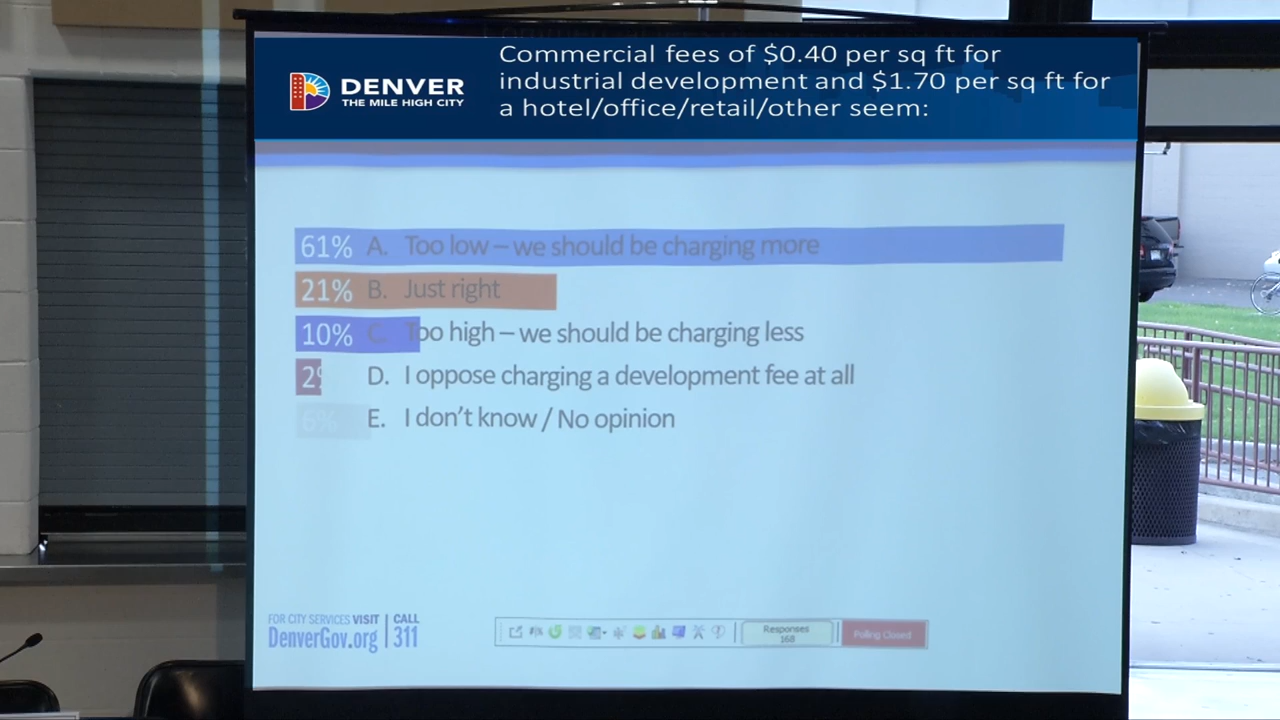 Commercial fees of $0.40 per sq ft for
industrial development and $1.70 per sq ft for
a hotel/office/retail/other seem:
DENVER
THE MILE HIGH CITY
61% A. Too low – we should be charging more
21% B. Just right
10% C. Too high – we should be charging less
2% D. I oppose charging a development fee at all
6% E. I don't know / No opinion
FOR CITY SERVICES VISIT | CALL
DenverGov.org | 311
Responses
168
Polling Closed